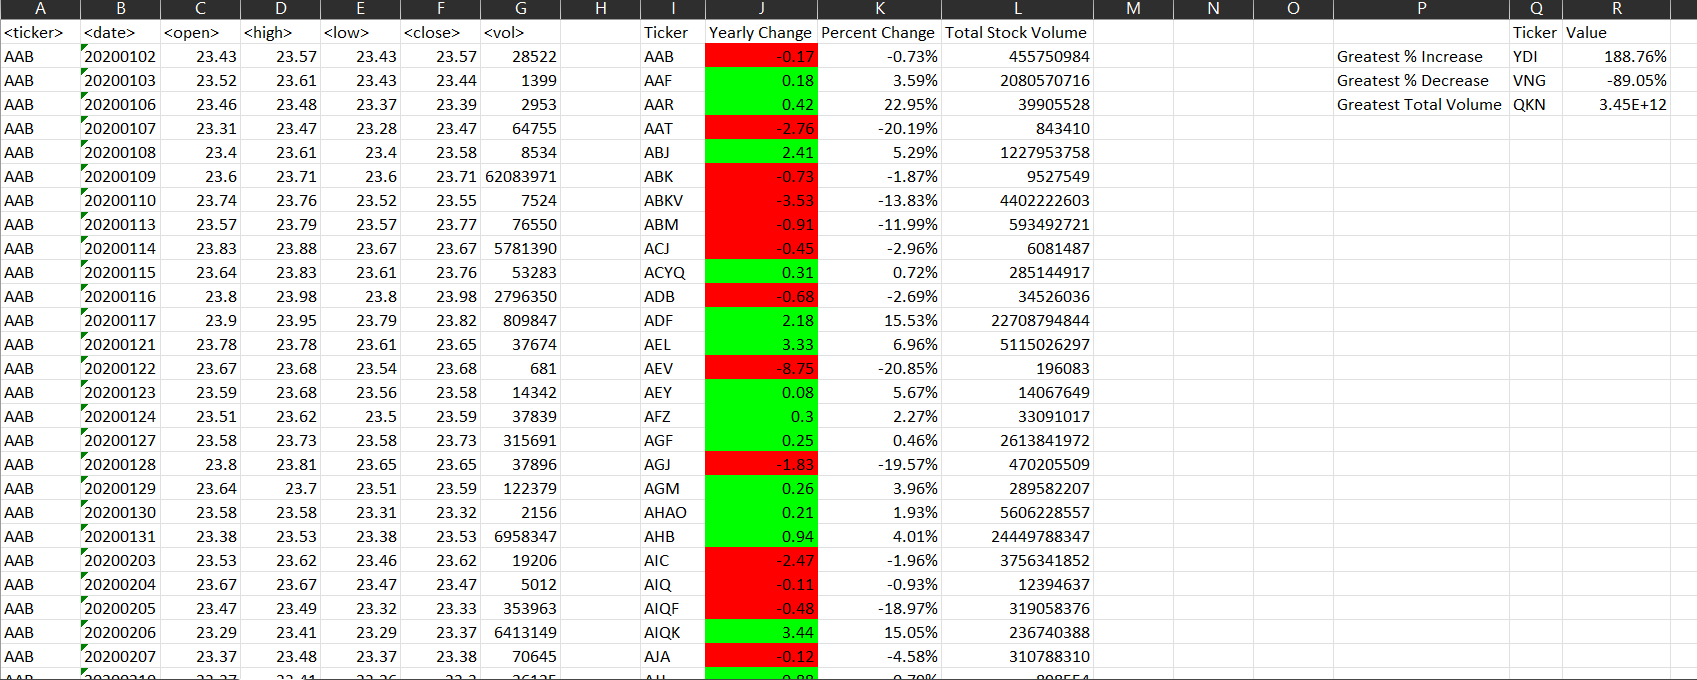 A B C D E F G H I J K L M N O P Q R
<ticker> <date> <open> <high> <low> <close> <vol> Ticker Yearly Change Percent Change Total Stock Volume Ticker Value
AAB 20200102 23.43 23.57 23.43 23.57 28522 AAB -0.17 -0.73% 455750984 Greatest % Increase YDI 188.76%
AAB 20200103 23.52 23.61 23.43 23.44 1399 AAF 0.18 3.59% 2080570716 Greatest % Decrease VNG -89.05%
AAB 20200106 23.46 23.48 23.37 23.39 2953 AAR 0.42 22.95% 39905528 Greatest Total Volume QKN 3.45E+12
AAB 20200107 23.31 23.47 23.28 23.47 64755 AAT -2.76 -20.19% 843410
AAB 20200108 23.4 23.61 23.4 23.58 8534 ABJ 2.41 5.29% 1227953758
AAB 20200109 23.6 23.71 23.6 23.71 62083971 ABK -0.73 -1.87% 9527549
AAB 20200110 23.74 23.76 23.52 23.55 7524 ABKV -3.53 -13.83% 4402222603
AAB 20200113 23.57 23.79 23.57 23.77 76550 ABM -0.91 -11.99% 593492721
AAB 20200114 23.83 23.88 23.67 23.67 5781390 ACJ -0.45 -2.96% 6081487
AAB 20200115 23.64 23.83 23.61 23.76 53283 ACYQ 0.31 0.72% 285144917
AAB 20200116 23.8 23.98 23.8 23.98 2796350 ADB -0.68 -2.69% 34526036
AAB 20200117 23.9 23.95 23.79 23.82 809847 ADF 2.18 15.53% 22708794844
AAB 20200121 23.78 23.78 23.61 23.65 37674 AEL 3.33 6.96% 5115026297
AAB 20200122 23.67 23.68 23.54 23.68 681 AEV -8.75 -20.85% 196083
AAB 20200123 23.59 23.68 23.56 23.58 14342 AEY 0.08 5.67% 14067649
AAB 20200124 23.51 23.62 23.5 23.59 37839 AFZ 0.3 2.27% 33091017
AAB 20200127 23.58 23.73 23.58 23.73 315691 AGF 0.25 0.46% 2613841972
AAB 20200128 23.8 23.81 23.65 23.65 37896 AGJ -1.83 -19.57% 470205509
AAB 20200129 23.64 23.7 23.51 23.59 122379 AGM 0.26 3.96% 289582207
AAB 20200130 23.58 23.58 23.31 23.32 2156 AHAO 0.21 1.93% 5606228557
AAB 20200131 23.38 23.53 23.38 23.53 6958347 AHB 0.94 4.01% 24449788347
AAB 20200203 23.53 23.62 23.46 23.62 19206 AIC -2.47 -1.96% 3756341852
AAB 20200204 23.67 23.67 23.47 23.47 5012 AIQ -0.11 -0.93% 12394637
AAB 20200205 23.47 23.49 23.32 23.33 353963 AIQF -0.48 -18.97% 319058376
AAB 20200206 23.29 23.41 23.29 23.37 6413149 AIQK 3.44 15.05% 236740388
AAB 20200207 23.37 23.48 23.37 23.38 70645 AJA -0.12 -4.58% 310788310